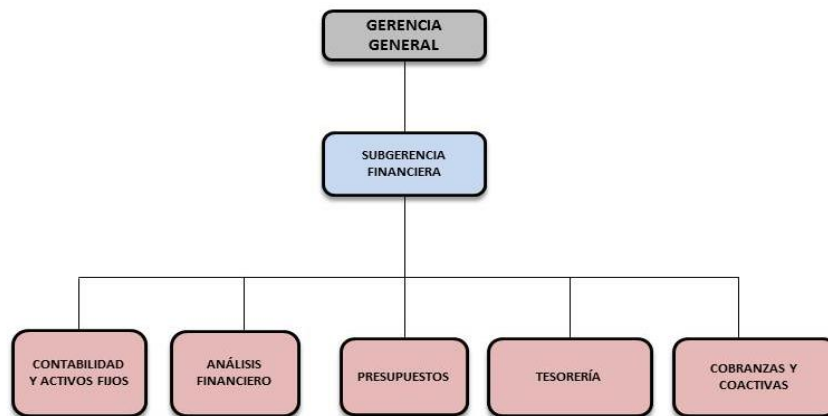 GERENCIA
GENERAL
SUBGERENCIA
FINANCIERA
CONTABILIDAD
Y ACTIVOS FIJOS
ANÁLISIS
FINANCIERO
PRESUPUESTOS
TESORERÍA
COBRANZAS Y
COACTIVAS